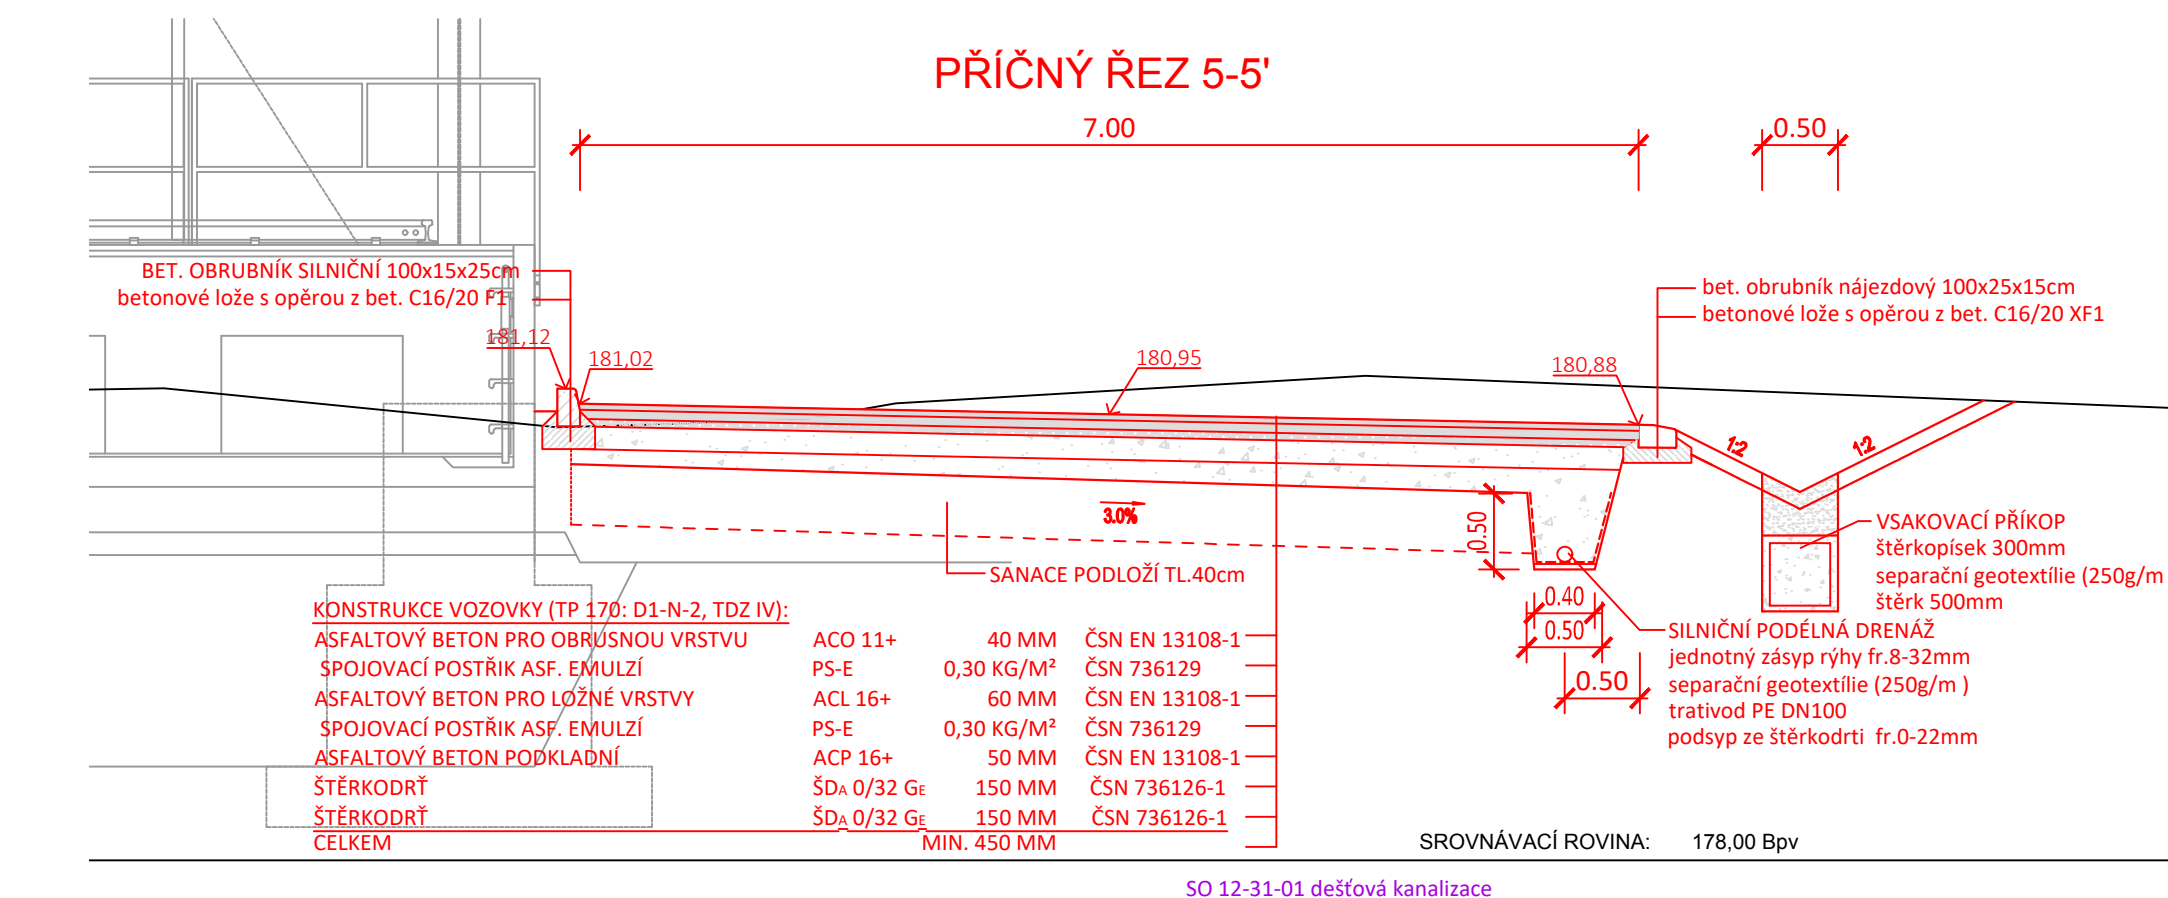 PŘÍČNÝ ŘEZ 5-5'
7.00
0.50
BET. OBRUBNÍK SILNIČNÍ 100x15x25cm
betonové lože s opěrou z bet. C16/20 F1
bet. obrubník nájezdový 100x25x15cm
betonové lože s opěrou z bet. C16/20 XF1
181,12
181,02
180,95
180,88
1:2
1:2
3.0%
0.50
SANACE PODLOŽÍ TL.40cm
VSAKOVACÍ PŘÍKOP
štěrkopísek 300mm
separační geotextílie (250g/m
štěrk 500mm
0.40
0.50
0.50
SILNIČNÍ PODÉLNÁ DRENÁŽ
jednotný zásyp rýhy fr.8-32mm
separační geotextílie (250g/m )
trativod PE DN100
podsyp ze štěrkodrti fr.0-22mm
KONSTRUKCE VOZOVKY (TP 170: D1-N-2, TDZ IV):
ASFALTOVÝ BETON PRO OBRUSNOU VRSTVU ACO 11+ 40 MM ČSN EN 13108-1
SPOJOVACÍ POSTŘIK ASF. EMULZÍ PS-E 0,30 KG/M² ČSN 736129
ASFALTOVÝ BETON PRO LOŽNÉ VRSTVY ACL 16+ 60 MM ČSN EN 13108-1
SPOJOVACÍ POSTŘIK ASF. EMULZÍ PS-E 0,30 KG/M² ČSN 736129
ASFALTOVÝ BETON PODKLADNÍ ACP 16+ 50 MM ČSN EN 13108-1
ŠTĚRKODRŤ ŠDA 0/32 GE 150 MM ČSN 736126-1
ŠTĚRKODRŤ ŠDA 0/32 GE 150 MM ČSN 736126-1
CELKEM MIN. 450 MM
SROVNÁVACÍ ROVINA: 178,00 Bpv
SO 12-31-01 dešťová kanalizace